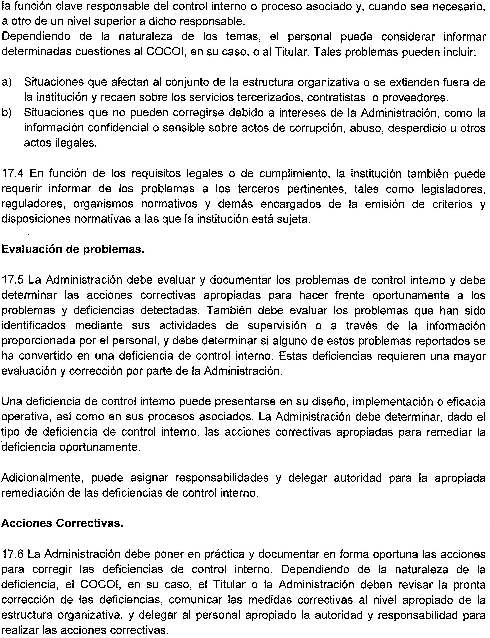 la función clave responsable del control interno o proceso asociado y, cuando sea necesario,
a otro de un nivel superior a dicho responsable.
Dependiendo de la naturaleza de los temas, el personal puede considerar informar
determinadas cuestiones al COCOI, en su caso, o al Titular. Tales problemas pueden incluir:
a) Situaciones que afectan al conjunto de la estructura organizativa o se extienden fuera de
la institución y recaen sobre los servicios tercerizados, contratistas o proveedores.
b) Situaciones que no pueden corregirse debido a intereses de la Administración, como la
información confidencial o sensible sobre actos de corrupción, abuso, desperdicio u otros
actos ilegales.
17.4 En función de los requisitos legales o de cumplimiento, la institución también puede
requerir informar de los problemas a los terceros pertinentes, tales como legisladores,
reguladores, organismos normativos y demás encargados de la emisión de criterios y
disposiciones normativas a las que la institución está sujeta.
Evaluación de problemas.
17.5 La Administración debe evaluar y documentar los problemas de control interno y debe
determinar las acciones correctivas apropiadas para hacer frente oportunamente a los
problemas y deficiencias detectadas. También debe evaluar los problemas que han sido
identificados mediante sus actividades de supervisión o a través de la información
proporcionada por el personal, y debe determinar si alguno de estos problemas reportados se
ha convertido en una deficiencia de control interno. Estas deficiencias requieren una mayor
evaluación y corrección por parte de la Administración.
Una deficiencia de control interno puede presentarse en su diseño, implementación o eficacia
operativa, así como en sus procesos asociados. La Administración debe determinar, dado el
tipo de deficiencia de control interno, las acciones correctivas apropiadas para remediar la
deficiencia oportunamente.
Adicionalmente, puede asignar responsabilidades y delegar autoridad para la apropiada
remediación de las deficiencias de control interno.
Acciones Correctivas.
17.6 La Administración debe poner en práctica y documentar en forma oportuna las acciones
para corregir las deficiencias de control interno. Dependiendo de la naturaleza de la
deficiencia, el COCOI, en su caso, el Titular o la Administración deben revisar la pronta
corrección de las deficiencias, comunicar las medidas correctivas al nivel apropiado de la
estructura organizativa, y delegar al personal apropiado la autoridad y responsabilidad para
realizar las acciones correctivas.